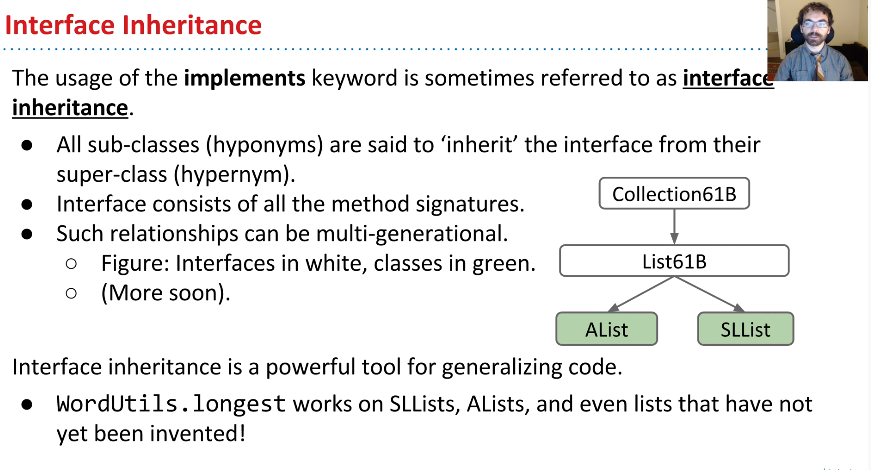 Interface Inheritance
The usage of the implements keyword is sometimes referred to as interface
inheritance.
● All sub-classes (hyponyms) are said to ‘inherit’ the interface from their
super-class (hypernym).
● Interface consists of all the method signatures.
● Such relationships can be multi-generational.
○ Figure: Interfaces in white, classes in green.
○ (More soon).
Collection61B
List61B
AList
SLList
Interface inheritance is a powerful tool for generalizing code.
● WordUtils.longest works on SLLists, ALists, and even lists that have not
yet been invented!